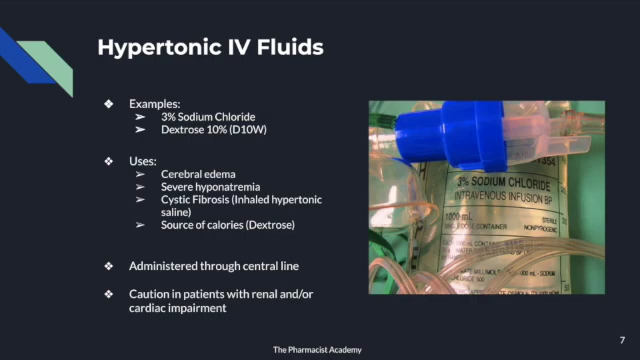 Hypertonic IV Fluids
❖ Examples:
➢ 3% Sodium Chloride
➢ Dextrose 10% (D10W)
❖ Uses:
➢ Cerebral edema
➢ Severe hyponatremia
➢ Cystic Fibrosis (Inhaled hypertonic
saline)
➢ Source of calories (Dextrose)
❖ Administered through central line
❖ Caution in patients with renal and/or
cardiac impairment
3% SODIUM CHLORIDE
INTRAVENOUS INFUSION BP
1000 mL
STERILE
CONTAINER
NONPYROGENIC
The Pharmacist Academy
7